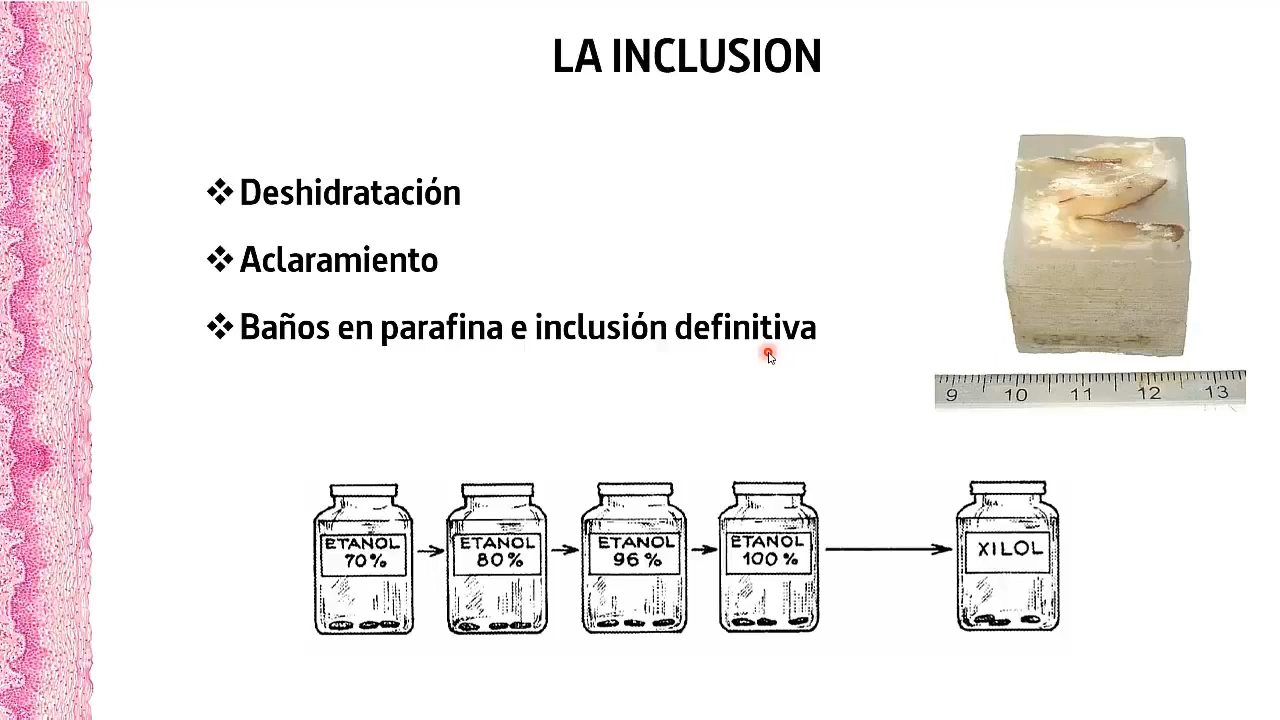 LA INCLUSION
Deshidratación
Aclaramiento
Baños en parafina e inclusión definitiva
9 10 11 12 13
ETANOL
70%
ETANOL
80%
ETANOL
96%
ETANOL
100%
XILOL